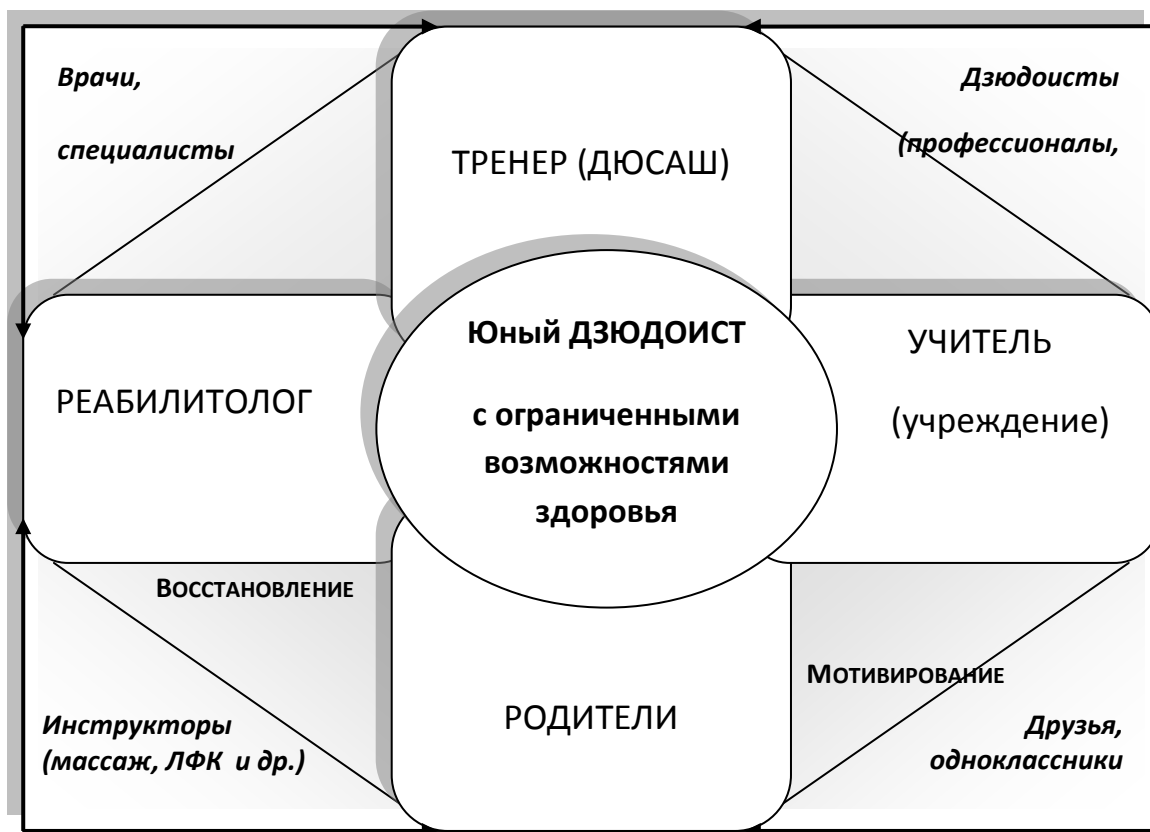 Врачи,
специалисты
ТРЕНЕР (ДЮСАШ)
Дзюдоисты
(профессионалы,
РЕАБИЛИТОЛОГ
Юный ДЗЮДОИСТ
с ограниченными
возможностями
здоровья
УЧИТЕЛЬ
(учреждение)
ВОССТАНОВЛЕНИЕ
МОТИВИРОВАНИЕ
Инструкторы
(массаж, ЛФК и др.)
РОДИТЕЛИ
Друзья,
одноклассники